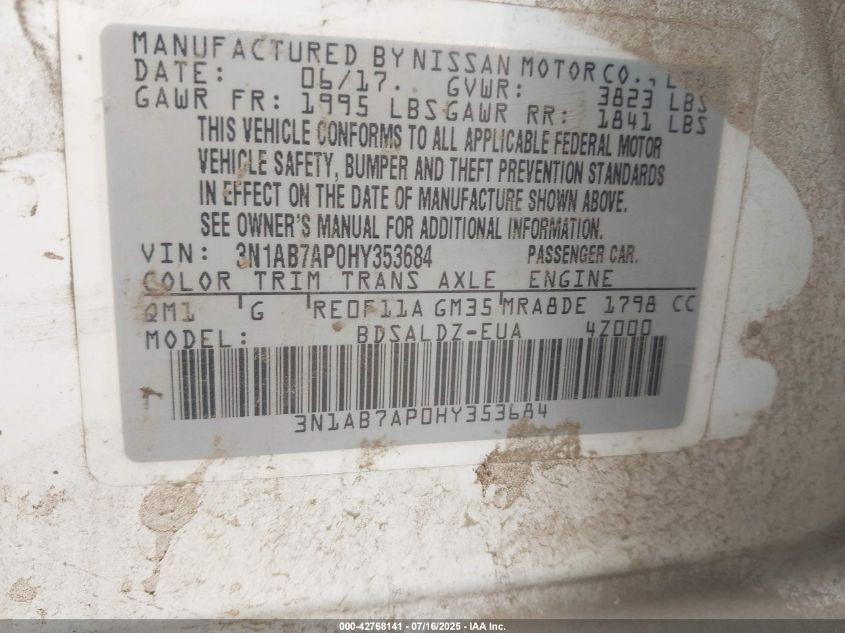 MANUFACTURED BY NISSAN MOTOR CO., LTD
DATE: 06/17. GVWR: 3823 LBS
GAWR FR: 1995 LBS GAWR RR: 1841 LBS
THIS VEHICLE CONFORMS TO ALL APPLICABLE FEDERAL MOTOR
VEHICLE SAFETY, BUMPER AND THEFT PREVENTION STANDARDS
IN EFFECT ON THE DATE OF MANUFACTURE SHOWN ABOVE.
SEE OWNER'S MANUAL FOR ADDITIONAL INFORMATION.
VIN: 3N1AB7AP0HY353684 PASSENGER CAR.
COLOR TRIM TRANS AXLE ENGINE
QM1 G RE0F11A GM35 MRA8DE 1798 CC
MODEL: BDSALDZ-EUA 4Z000
3N1AB7AP0HY353684
000-42768141 - 07/16/2025 - IAA Inc.